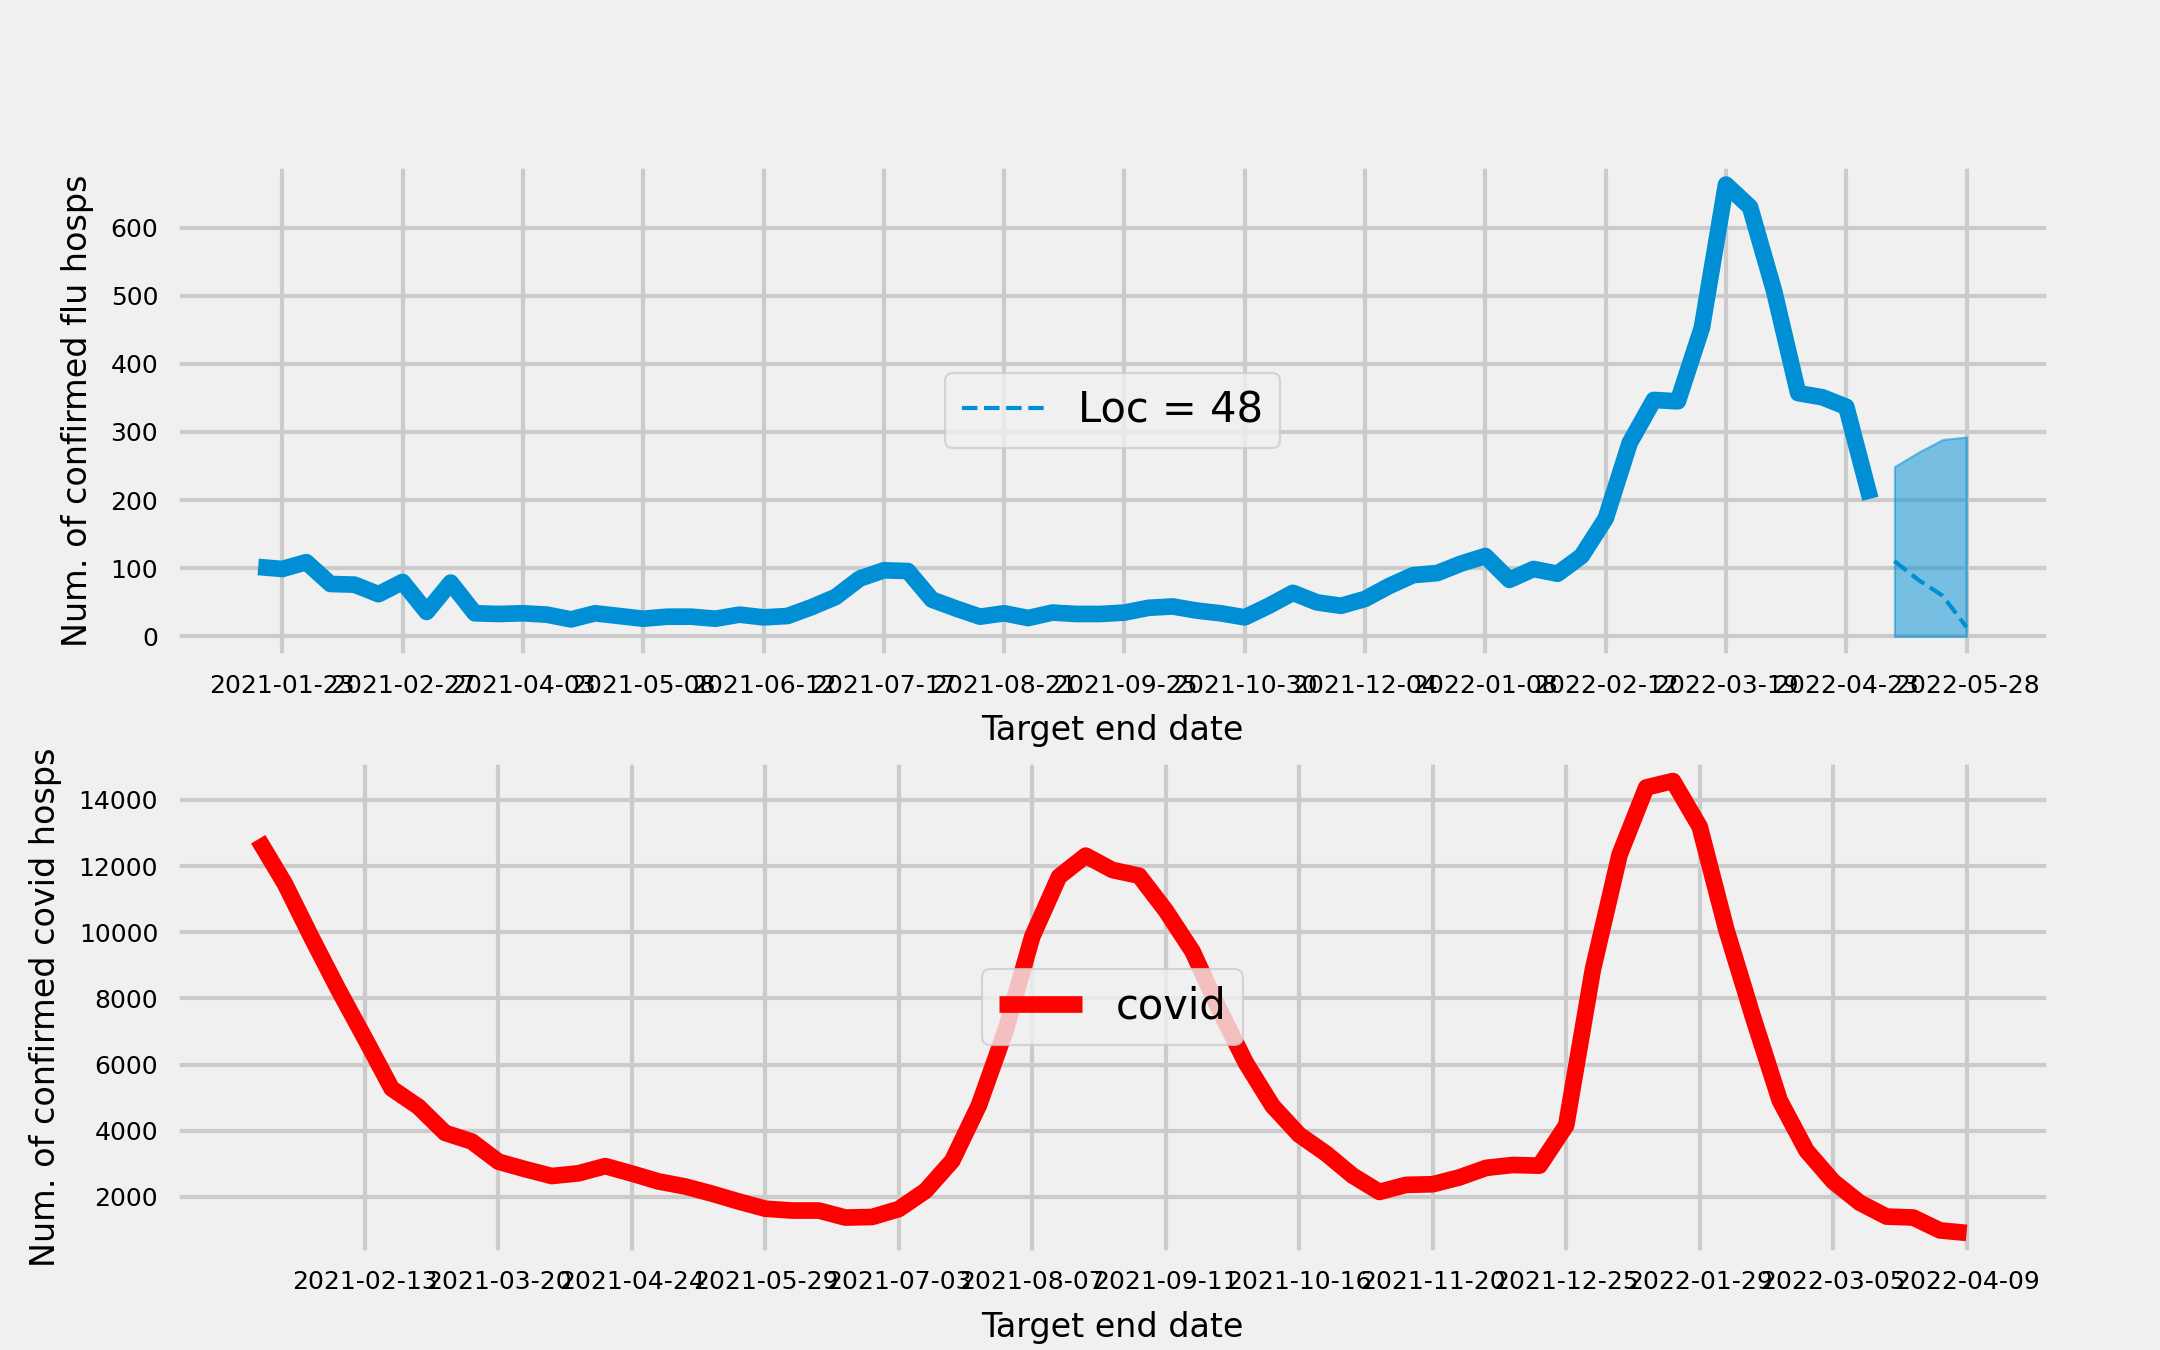 Num. of confirmed flu hosps
600
500
400
300
200
100
0
Loc = 48
2021-01-23 2021-02-27 2021-04-03 2021-05-08 2021-06-12 2021-07-17 2021-08-21 2021-09-25 2021-10-30 2021-12-04 2022-01-08 2022-02-12 2022-03-19 2022-04-23 2022-05-28
Target end date
Num. of confirmed covid hosps
14000
12000
10000
8000
6000
4000
2000
covid
2021-02-13 2021-03-20 2021-04-24 2021-05-29 2021-07-03 2021-08-07 2021-09-11 2021-10-16 2021-11-20 2021-12-25 2022-01-29 2022-03-05 2022-04-09
Target end date